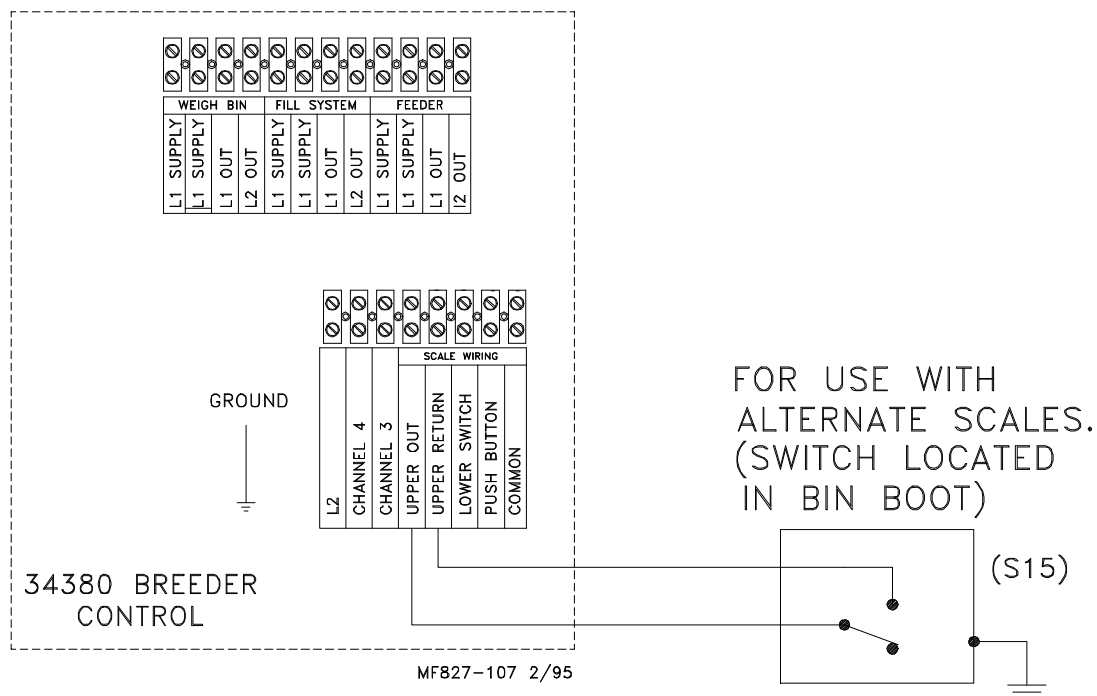 WEIGH BIN FILL SYSTEM FEEDER
L1 SUPPLY
L1 SUPPLY
L1 OUT
L2 OUT
L1 SUPPLY
L1 SUPPLY
L1 OUT
L2 OUT
L1 SUPPLY
L1 SUPPLY
L1 OUT
l2 OUT
SCALE WIRING
L2
CHANNEL 4
CHANNEL 3
UPPER OUT
UPPER RETURN
LOWER SWITCH
PUSH BUTTON
COMMON
GROUND
FOR USE WITH
ALTERNATE SCALES.
(SWITCH LOCATED
IN BIN BOOT)
(S15)
34380 BREEDER
CONTROL
MF827-107 2/95